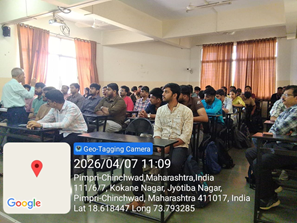 Geo-Tagging Camera
2026/04/07 11:09
Pimpri-Chinchwad,Maharashtra,India
111/6/7, Kokane Nagar, Jyotiba Nagar,
Pimpri-Chinchwad, Maharashtra 411017, India
Lat 18.618447 Long 73.793285
Google